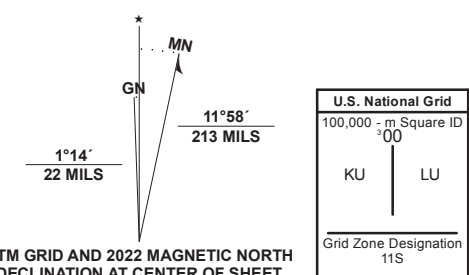 ★
MN
GN
11°58´
213 MILS
1°14´
22 MILS
TM GRID AND 2022 MAGNETIC NORTH
DECLINATION AT CENTER OF SHEET
U.S. National Grid
100,000 - m Square ID
³00
KU
LU
Grid Zone Designation
11S